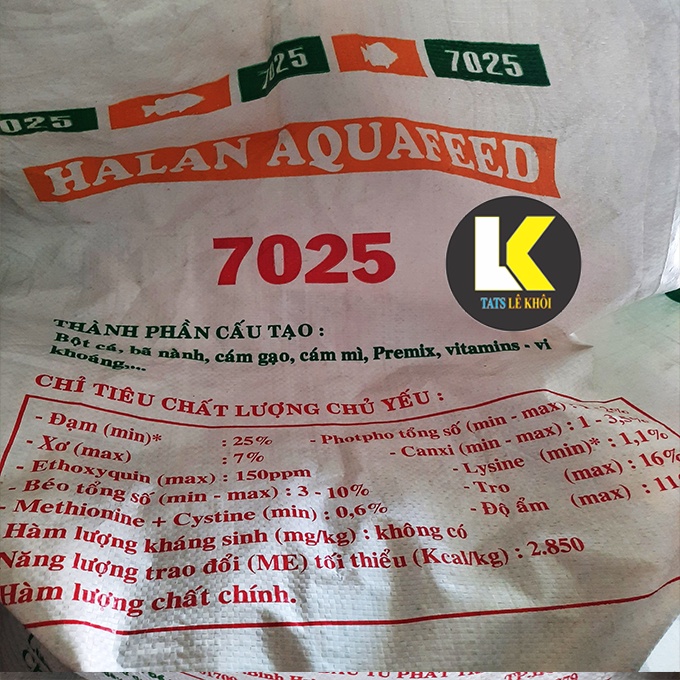 025 7025 7025
HALAN AQUAFEED
7025
LK
TATS LÊ KHÔI
THÀNH PHẦN CẤU TẠO :
Bột cá, bã nành, cám gạo, cám mì, Premix, vitamins - vi
khoáng,...
CHỈ TIÊU CHẤT LƯỢNG CHỦ YẾU :
- Đạm (min)* : 25% - Photpho tổng số (min - max) :
- Xơ (max) : 7% - Canxi (min - max) : 1 - 3,5%
- Ethoxyquin (max) : 150ppm - Lysine (min)* : 1,1%
- Béo tổng số (min - max) : 3 - 10% - Tro (max) : 16%
- Methionine + Cystine (min) : 0,6% - Độ ẩm (max) : 11
Hàm lượng kháng sinh (mg/kg) : không có
Năng lượng trao đổi (ME) tối thiểu (Kcal/kg) : 2.850
Hàm lượng chất chính.